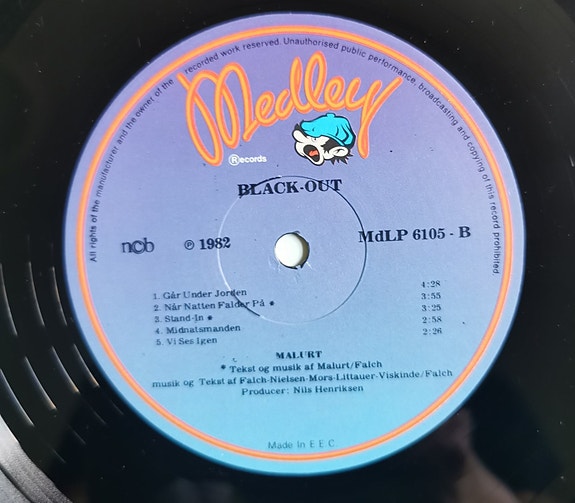 All rights of the manufacturer and the owner of the recorded work reserved. Unauthorised public performance, broadcasting and copying of this record prohibited.
Medley
® Records
BLACK-OUT
ncb
℗ 1982
MdLP 6105 - B
1. Går Under Jorden 4:28
2. Når Natten Falder På * 3:55
3. Stand-In * 3:25
4. Midnatsmanden 2:58
5. Vi Ses Igen 2:26
MALURT
* Tekst og musik af Malurt/Falch
musik og Tekst af Falch-Nielsen-Mors-Littauer-Viskinde/Falch
Producer: Nils Henriksen
Made in E.E.C.